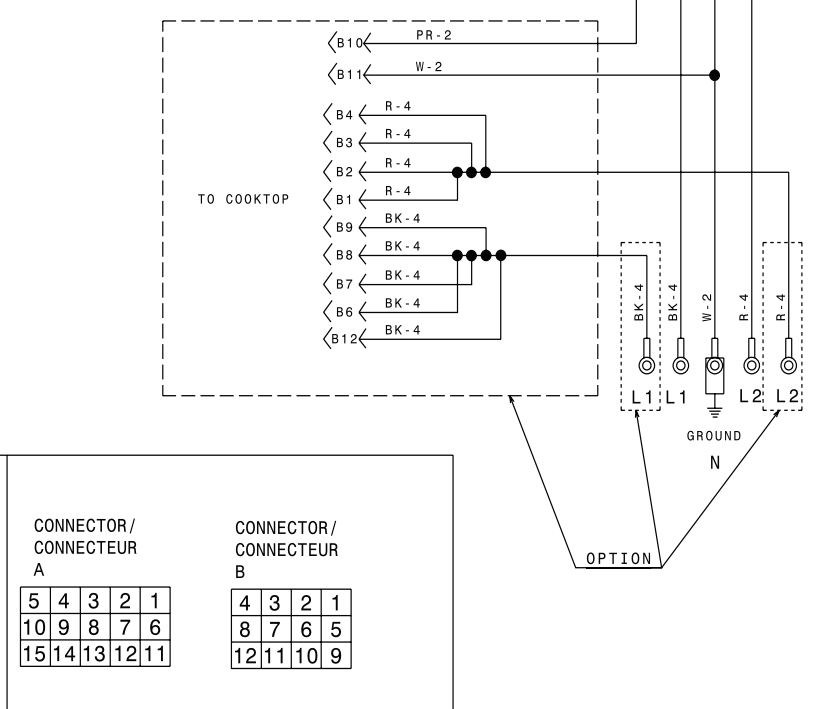 B10 PR-2
B11 W-2
B4 R-4
B3 R-4
B2 R-4
TO COOKTOP
B1 R-4
B9 BK-4
B8 BK-4
B7 BK-4
B6 BK-4
B12 BK-4
BK-4 BK-4 W-2 R-4 R-4
L1 L1 L2 L2
GROUND
N
OPTION
CONNECTOR/
CONNECTEUR
A
5 4 3 2 1
10 9 8 7 6
15 14 13 12 11
CONNECTOR/
CONNECTEUR
B
4 3 2 1
8 7 6 5
12 11 10 9